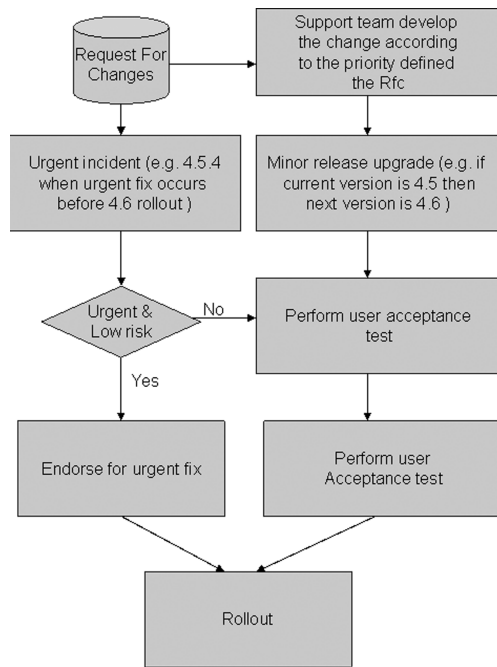 Request For
Changes
Support team develop
the change according
to the priority defined
the Rfc
Urgent incident (e.g. 4.5.4
when urgent fix occurs
before 4.6 rollout )
Minor release upgrade (e.g. if
current version is 4.5 then
next version is 4.6 )
Urgent &
Low risk
No
Perform user acceptance
test
Yes
Endorse for urgent fix
Perform user
Acceptance test
Rollout